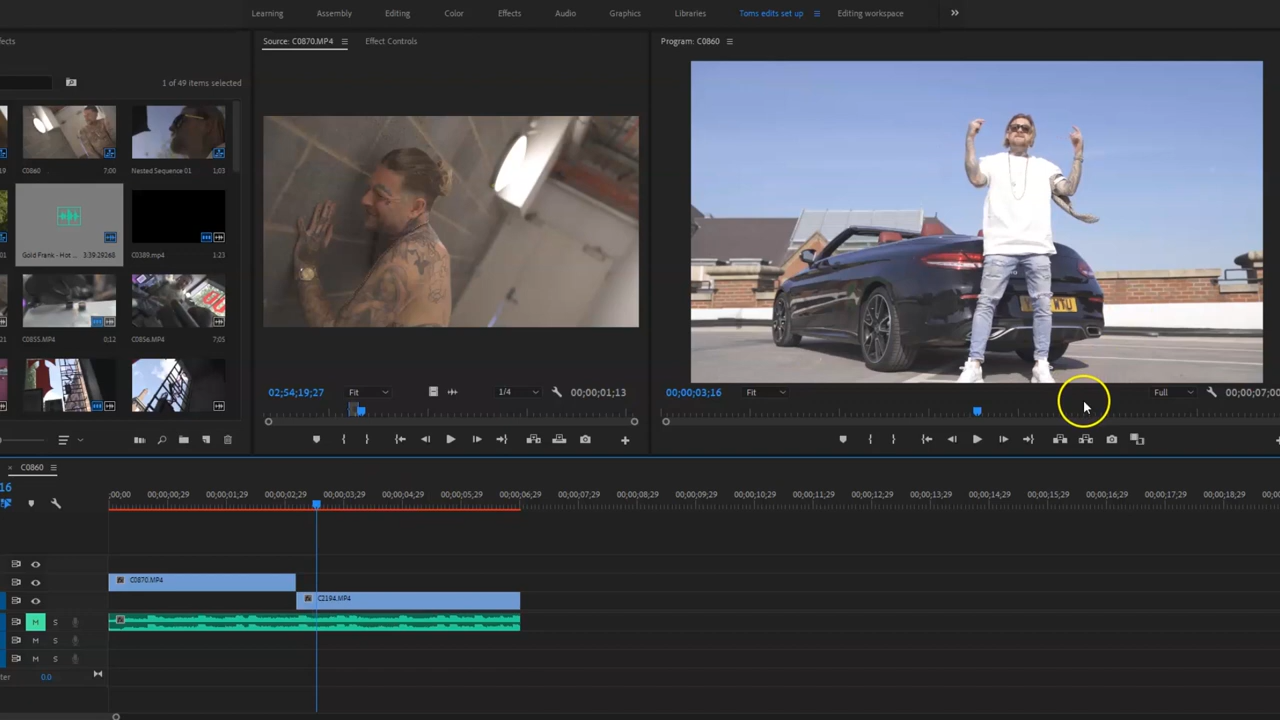 Learning Assembly Editing Color Effects Audio Graphics Libraries Toms edits set up Editing workspace
fects
Source: C0870.MP4 Effect Controls
Program: C0860
1 of 49 items selected
C0860 7;00
Nested Sequence 01 1;03
Gold Frank - Hot ... 3:39:29268
C0389.mp4 1;23
C0855.MP4 0;12
C0856.MP4 7;05
02;54;19;27 Fit 1/4 00;00;01;13
00;00;03;16 Fit Full 00;00;07;00
× C0860
16
;00;00 00;00;00;29 00;00;01;29 00;00;02;29 00;00;03;29 00;00;04;29 00;00;05;29 00;00;06;29 00;00;07;29 00;00;08;29 00;00;09;29 00;00;10;29 00;00;11;29 00;00;12;29 00;00;13;29 00;00;14;29 00;00;15;29 00;00;16;29 00;00;17;29 00;00;18;29 00;00
C0870.MP4
C2194.MP4
M S
M S
M S
ter 0.0